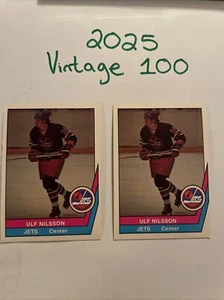 2025
Vintage 100
ULF NILSSON
JETS Center
ULF NILSSON
JETS Center